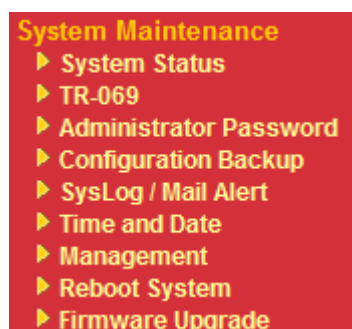 System Maintenance
System Status
TR-069
Administrator Password
Configuration Backup
SysLog / Mail Alert
Time and Date
Management
Reboot System
Firmware Upgrade